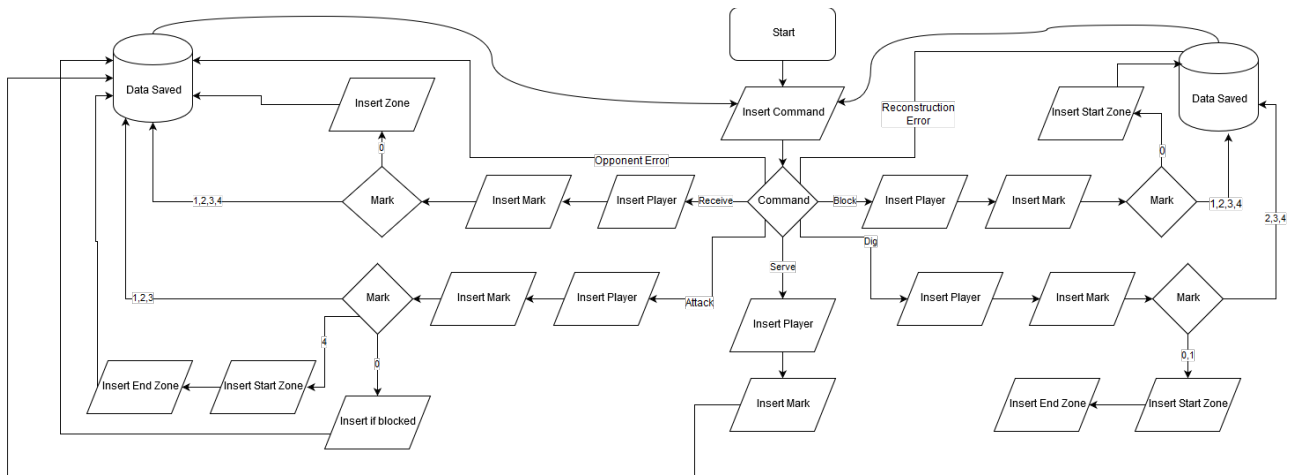 Start
Data Saved
Insert Zone
Insert Command
Reconstruction
Error
Insert Start Zone
Data Saved
0
Opponent Error
0
1,2,3,4
Mark
Insert Mark
Insert Player
Receive
Command
Block
Insert Player
Insert Mark
Mark
1,2,3,4
2,3,4
Dig
Serve
1,2,3
Mark
Insert Mark
Insert Player
Attack
Insert Player
Insert Player
Insert Mark
Mark
4
0
0,1
Insert End Zone
Insert Start Zone
Insert if blocked
Insert Mark
Insert End Zone
Insert Start Zone